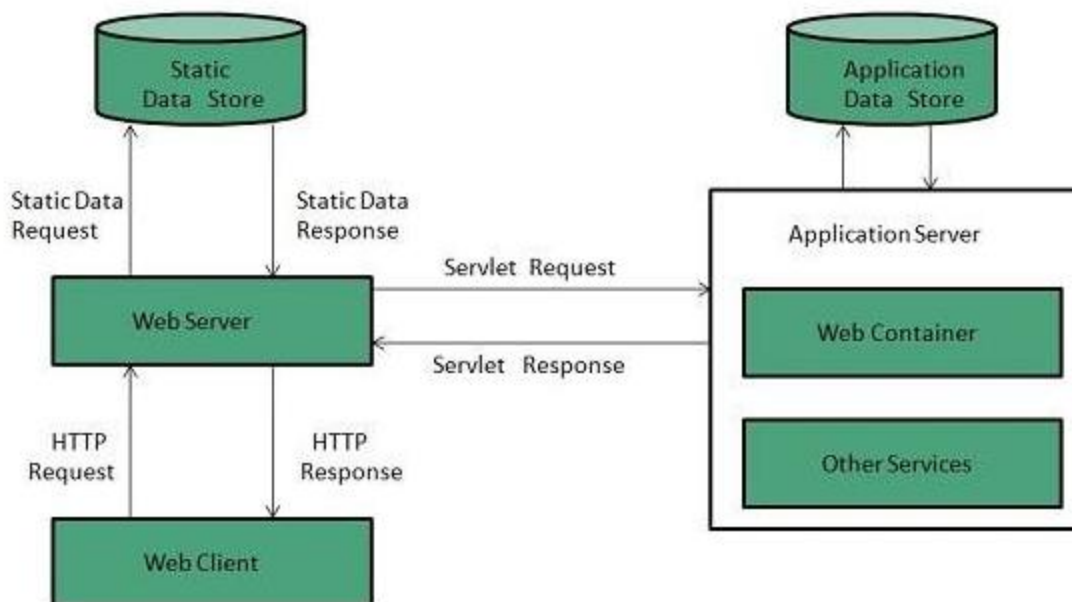 Static
Data Store
Application
Data Store
Static Data
Request
Static Data
Response
Application Server
Servlet Request
Web Server
Web Container
Servlet Response
HTTP
Request
HTTP
Response
Other Services
Web Client